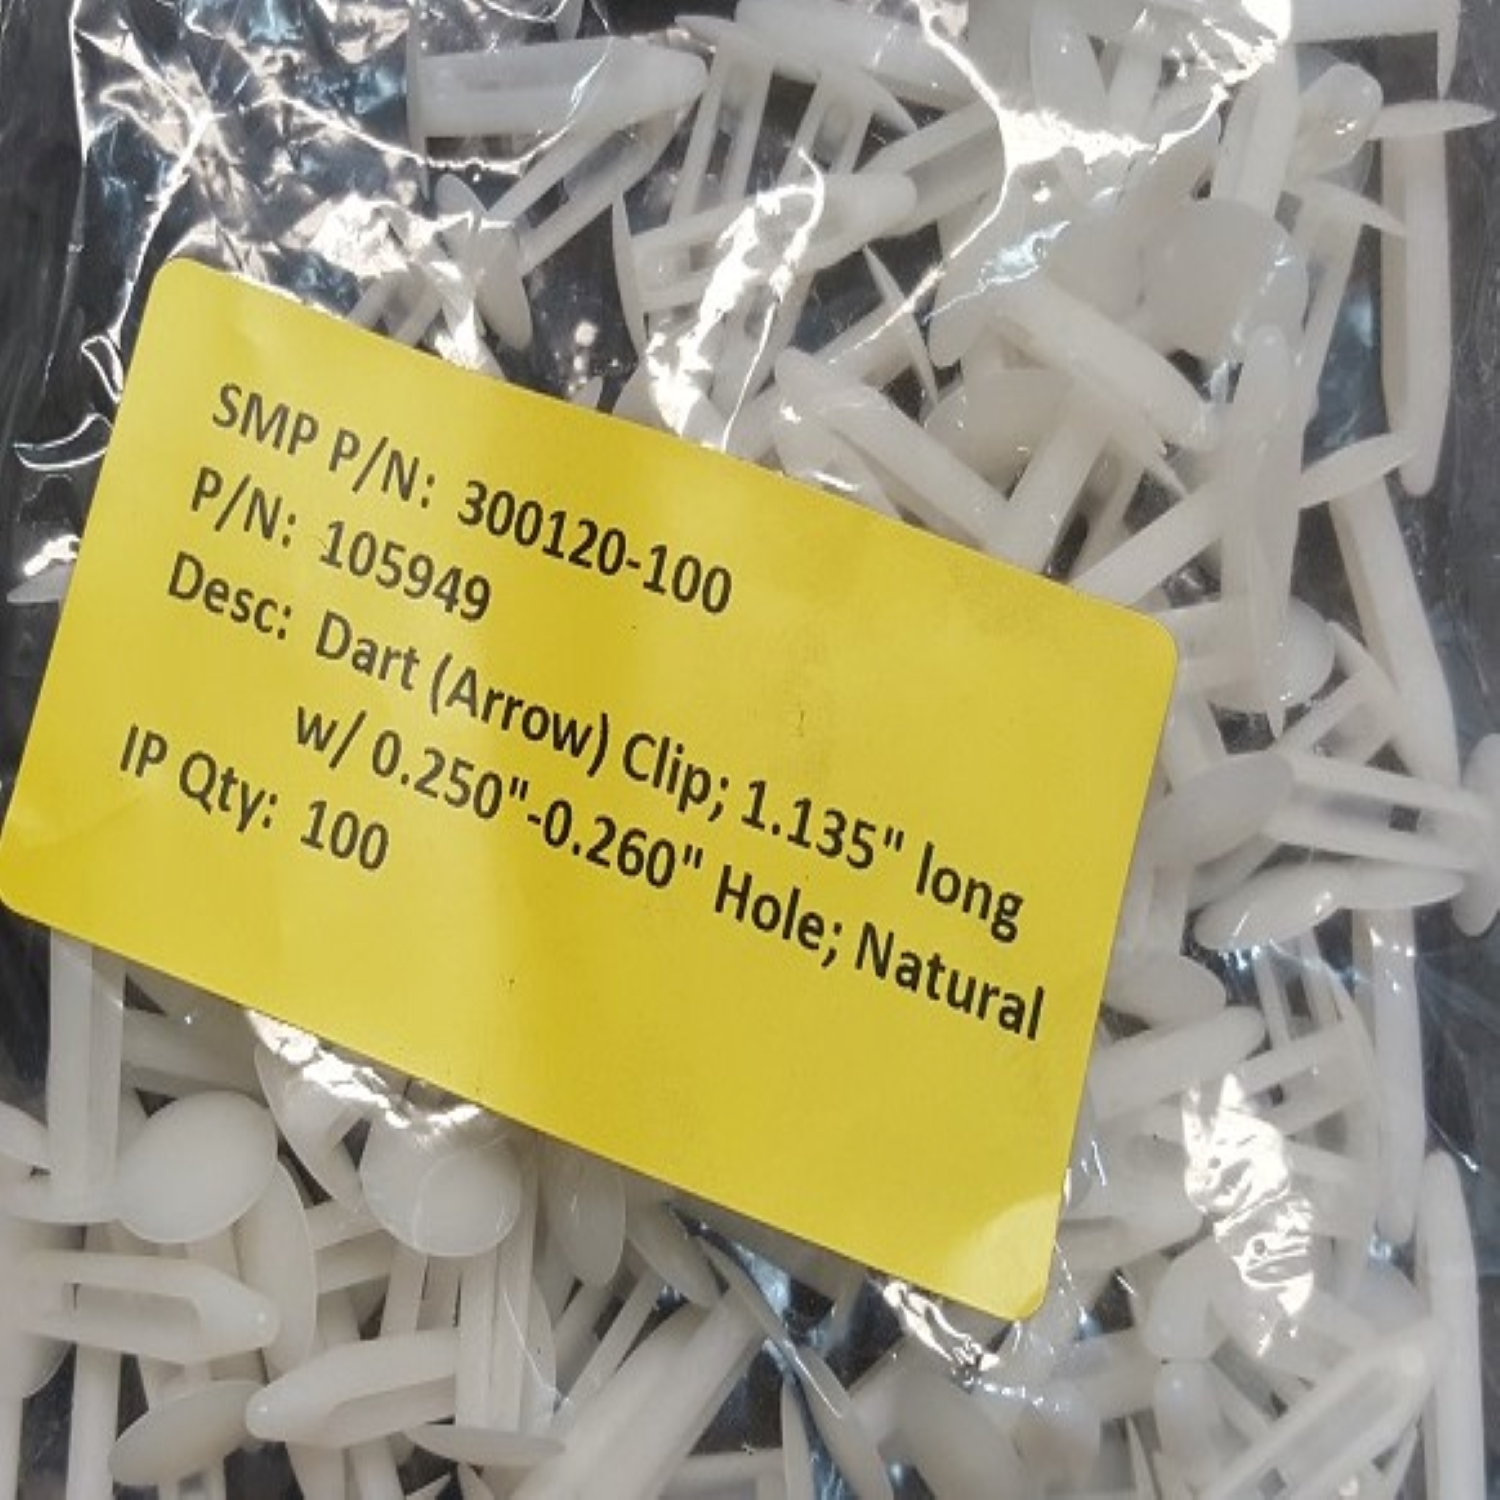 SMP P/N: 300120-100
P/N: 105949
Desc: Dart (Arrow) Clip; 1.135" long
w/ 0.250"-0.260" Hole; Natural
IP Qty: 100